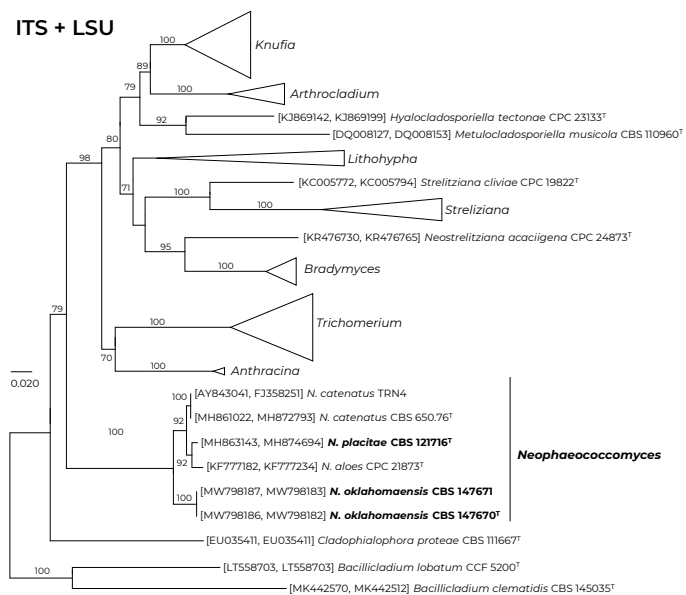 ITS + LSU
100
Knufia
89
100
Arthrocladium
79
92
[KJ869142, KJ869199] Hyalocladosporiella tectonae CPC 23133ᵀ
[DQ008127, DQ008153] Metulocladosporiella musicola CBS 110960ᵀ
80
98
Lithohypha
71
100
[KC005772, KC005794] Strelitziana cliviae CPC 19822ᵀ
100
Streliziana
[KR476730, KR476765] Neostrelitziana acaciigena CPC 24873ᵀ
95
100
Bradymyces
79
100
Trichomerium
70
100
Anthracina
0.020
100
[AY843041, FJ358251] N. catenatus TRN4
[MH861022, MH872793] N. catenatus CBS 650.76ᵀ
92
100
[MH863143, MH874694] N. placitae CBS 121716ᵀ
Neophaeococcomyces
92
[KF777182, KF777234] N. aloes CPC 21873ᵀ
[MW798187, MW798183] N. oklahomaensis CBS 147671
100
[MW798186, MW798182] N. oklahomaensis CBS 147670ᵀ
[EU035411, EU035411] Cladophialophora proteae CBS 111667ᵀ
100
[LT558703, LT558703] Bacillicladium lobatum CCF 5200ᵀ
[MK442570, MK442512] Bacillicladium clematidis CBS 145035ᵀ